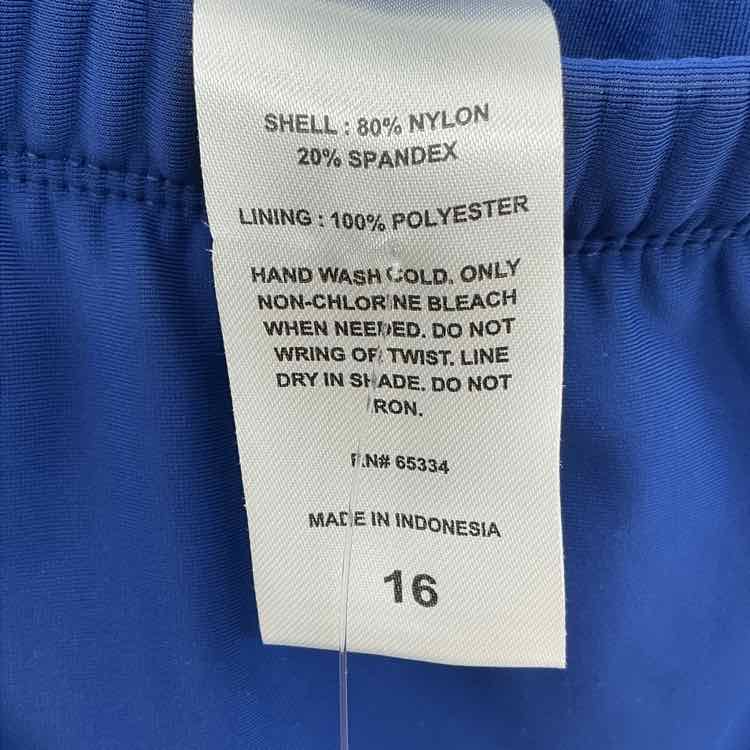 SHELL : 80% NYLON
20% SPANDEX
LINING : 100% POLYESTER
HAND WASH COLD. ONLY
NON-CHLORINE BLEACH
WHEN NEEDED. DO NOT
WRING OR TWIST. LINE
DRY IN SHADE. DO NOT
IRON.
RN# 65334
MADE IN INDONESIA
16